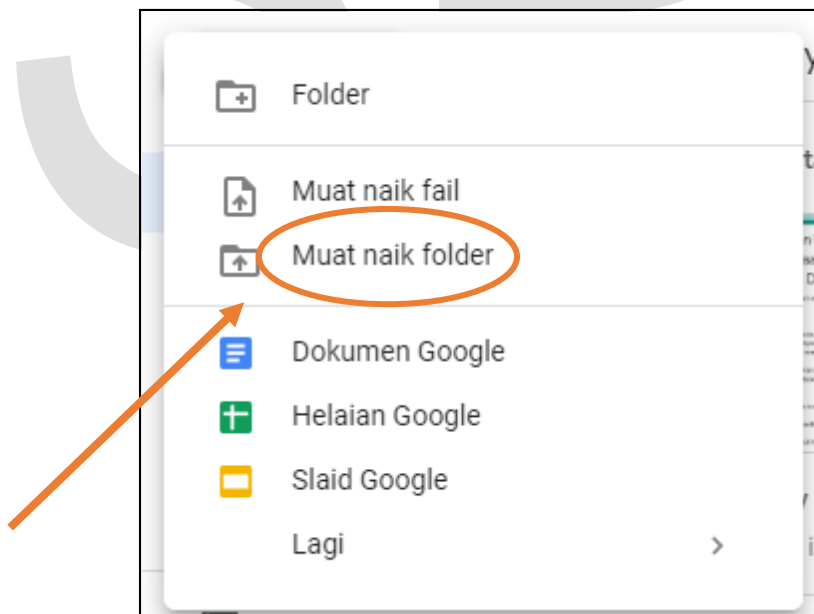 Folder
Muat naik fail
Muat naik folder
Dokumen Google
Helaian Google
Slaid Google
Lagi